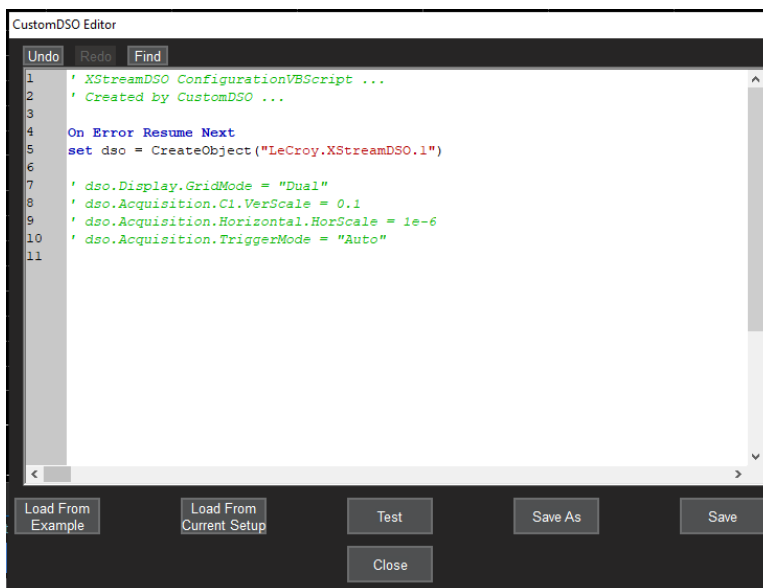 CustomDSO Editor
Undo Redo Find
1 ' XStreamDSO ConfigurationVBScript ...
2 ' Created by CustomDSO ...
3
4 On Error Resume Next
5 set dso = CreateObject("LeCroy.XStreamDSO.1")
6
7 ' dso.Display.GridMode = "Dual"
8 ' dso.Acquisition.C1.VerScale = 0.1
9 ' dso.Acquisition.Horizontal.HorScale = 1e-6
10 ' dso.Acquisition.TriggerMode = "Auto"
11
Load From Example
Load From Current Setup
Test
Save As
Save
Close